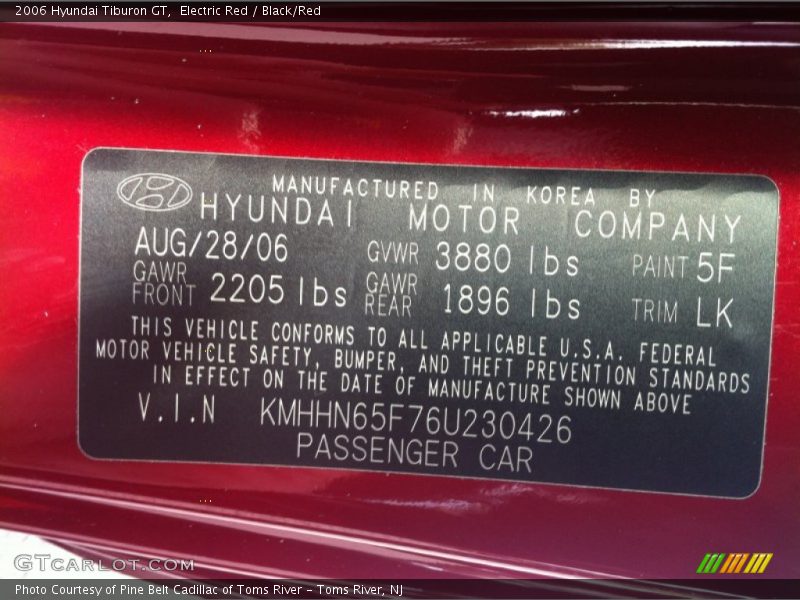 2006 Hyundai Tiburon GT,  Electric Red / Black/Red
MANUFACTURED IN KOREA BY
HYUNDAI MOTOR COMPANY
AUG/28/06 GVWR 3880 lbs PAINT 5F
GAWR FRONT 2205 lbs GAWR REAR 1896 lbs TRIM LK
THIS VEHICLE CONFORMS TO ALL APPLICABLE U.S.A. FEDERAL
MOTOR VEHICLE SAFETY, BUMPER, AND THEFT PREVENTION STANDARDS
IN EFFECT ON THE DATE OF MANUFACTURE SHOWN ABOVE
V.I.N KMHHN65F76U230426
PASSENGER CAR
GTCARLOT.COM
Photo Courtesy of Pine Belt Cadillac of Toms River – Toms River, NJ